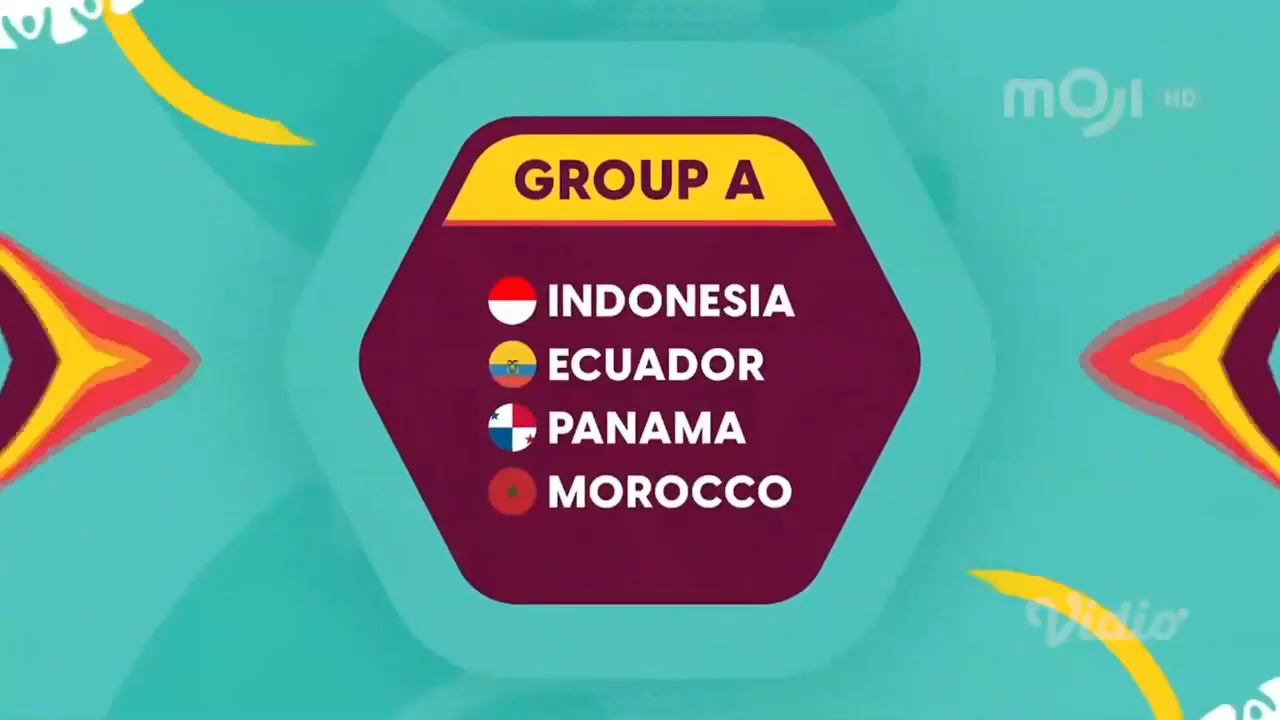 mOJI HD
GROUP A
INDONESIA
ECUADOR
PANAMA
MOROCCO
Vidio